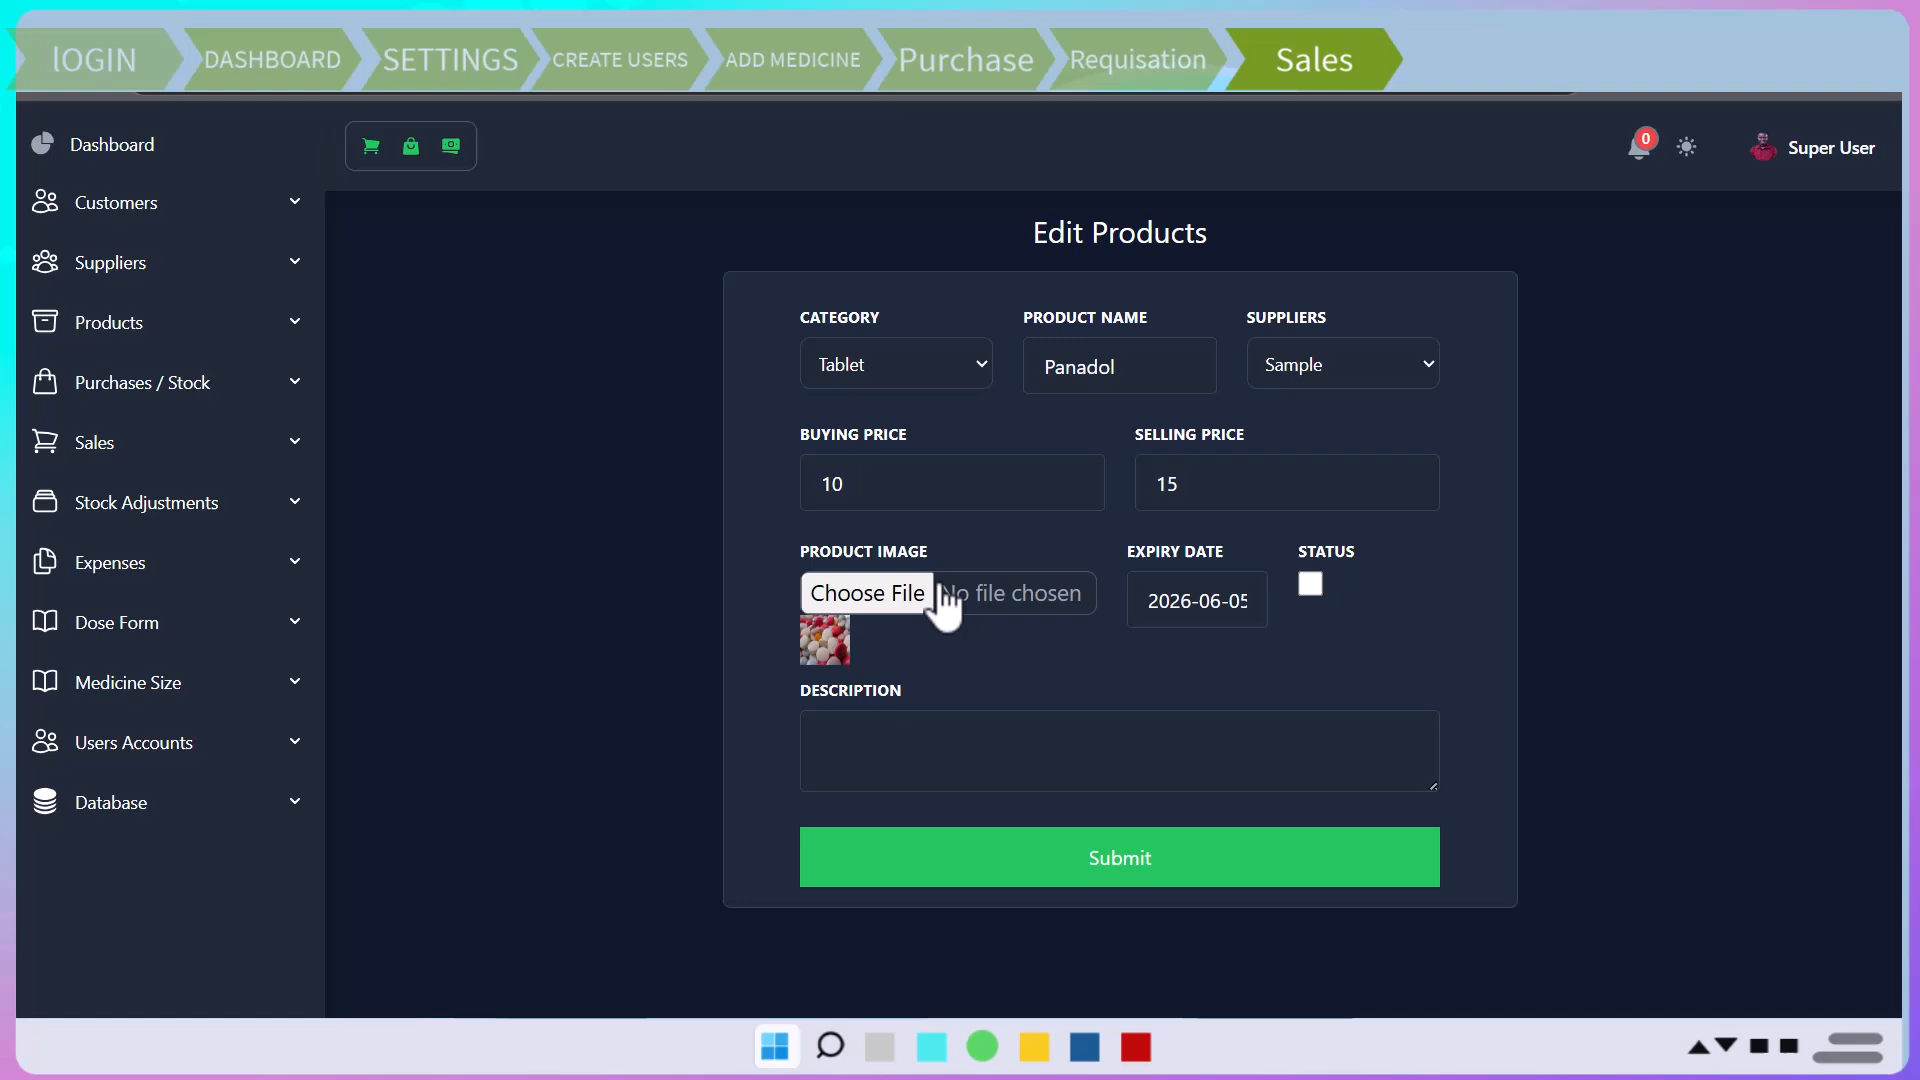 lOGIN
DASHBOARD
SETTINGS
CREATE USERS
ADD MEDICINE
Purchase
Requisation
Sales
Dashboard
0
Super User
Customers
Suppliers
Products
Purchases / Stock
Sales
Stock Adjustments
Expenses
Dose Form
Medicine Size
Users Accounts
Database
Edit Products
CATEGORY
PRODUCT NAME
SUPPLIERS
Tablet
Panadol
Sample
BUYING PRICE
SELLING PRICE
10
15
PRODUCT IMAGE
EXPIRY DATE
STATUS
Choose File
No file chosen
2026-06-05
DESCRIPTION
Submit